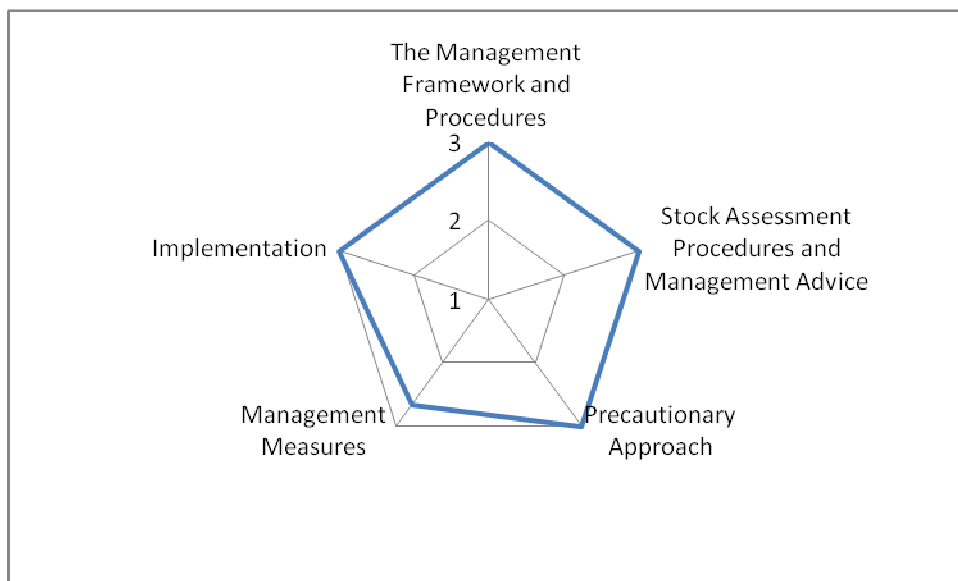 The Management
Framework and
Procedures
3
Stock Assessment
Procedures and
Management Advice
2
Implementation
1
Management
Measures
Precautionary
Approach